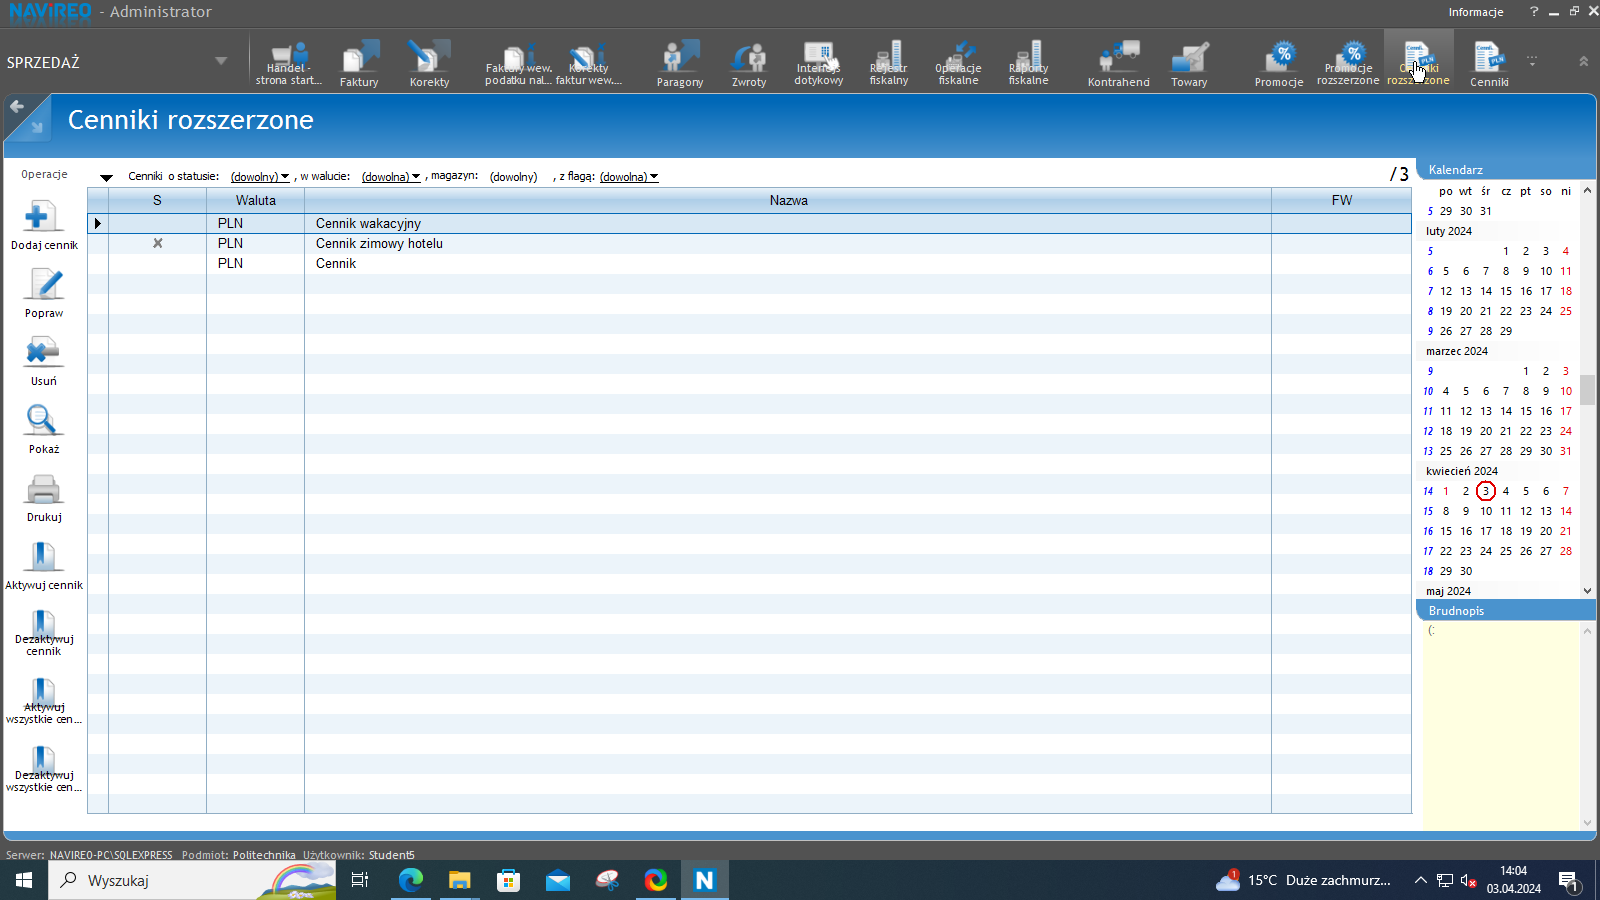 NAVIREO - Administrator
Informacje
SPRZEDAŻ
Handel -
strona start...
Faktury
Korekty
Faktury wew.
podatku nal...
Korekty
faktur wew....
Paragony
Zwroty
Interfejs
dotykowy
Rejestr
fiskalny
Operacje
fiskalne
Raporty
fiskalne
Kontrahend
Towary
Promocje
Promocje
rozszerzone
Cenniki
rozszerzone
Cenniki
Cenniki rozszerzone
Operacje
Dodaj cennik
Popraw
Usuń
Pokaż
Drukuj
Aktywuj cennik
Dezaktywuj
cennik
Aktywuj
wszystkie cen...
Dezaktywuj
wszystkie cen...
Cenniki o statusie: (dowolny) , w walucie: (dowolna) , magazyn: (dowolny) , z flagą: (dowolna)
/3
S Waluta Nazwa FW
PLN Cennik wakacyjny
PLN Cennik zimowy hotelu
PLN Cennik
Kalendarz
po wt śr cz pt so ni
5 29 30 31
luty 2024
5 1 2 3 4
6 5 6 7 8 9 10 11
7 12 13 14 15 16 17 18
8 19 20 21 22 23 24 25
9 26 27 28 29
marzec 2024
9 1 2 3
10 4 5 6 7 8 9 10
11 11 12 13 14 15 16 17
12 18 19 20 21 22 23 24
13 25 26 27 28 29 30 31
kwiecień 2024
14 1 2 3 4 5 6 7
15 8 9 10 11 12 13 14
16 15 16 17 18 19 20 21
17 22 23 24 25 26 27 28
18 29 30
maj 2024
Brudnopis
(:
Serwer: NAVIREO-PC\SQLEXPRESS Podmiot: Politechnika Użytkownik: Student5
Wyszukaj
N
1
15°C Duże zachmurz...
14:04
03.04.2024
1